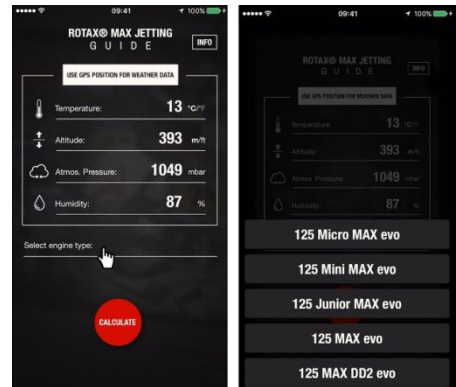 09:41
100%
ROTAX® MAX JETTING
GUIDE
INFO
USE GPS POSITION FOR WEATHER DATA
Temperature: 13 °C/°F
Altitude: 393 m/ft
Atmos. Pressure: 1049 mbar
Humidity: 87 %
Select engine type:
CALCULATE
09:41
100%
ROTAX® MAX JETTING
GUIDE
INFO
USE GPS POSITION FOR WEATHER DATA
Temperature: 13 °C/°F
Altitude: 393 m/ft
Atmos. Pressure: 1049 mbar
Humidity: 87 %
125 Micro MAX evo
125 Mini MAX evo
125 Junior MAX evo
125 MAX evo
125 MAX DD2 evo